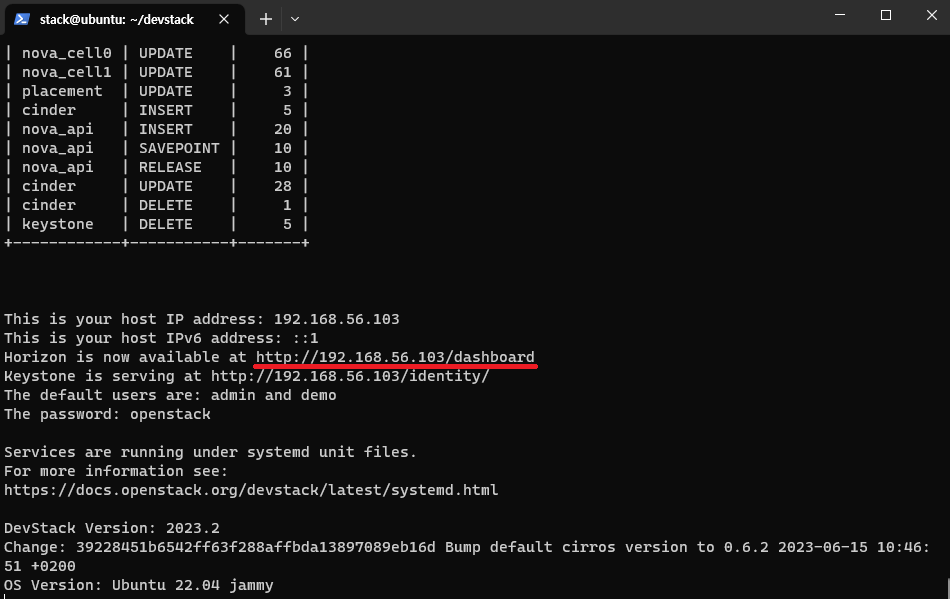 stack@ubuntu: ~/devstack
| nova_cell0 | UPDATE    |    66 |
| nova_cell1 | UPDATE    |    61 |
| placement  | UPDATE    |     3 |
| cinder     | INSERT    |     5 |
| nova_api   | INSERT    |    20 |
| nova_api   | SAVEPOINT |    10 |
| nova_api   | RELEASE   |    10 |
| cinder     | UPDATE    |    28 |
| cinder     | DELETE    |     1 |
| keystone   | DELETE    |     5 |
+------------+-----------+-------+
This is your host IP address: 192.168.56.103
This is your host IPv6 address: ::1
Horizon is now available at http://192.168.56.103/dashboard
Keystone is serving at http://192.168.56.103/identity/
The default users are: admin and demo
The password: openstack
Services are running under systemd unit files.
For more information see:
https://docs.openstack.org/devstack/latest/systemd.html
DevStack Version: 2023.2
Change: 39228451b6542ff63f288affbda13897089eb16d Bump default cirros version to 0.6.2 2023-06-15 10:46:
51 +0200
OS Version: Ubuntu 22.04 jammy